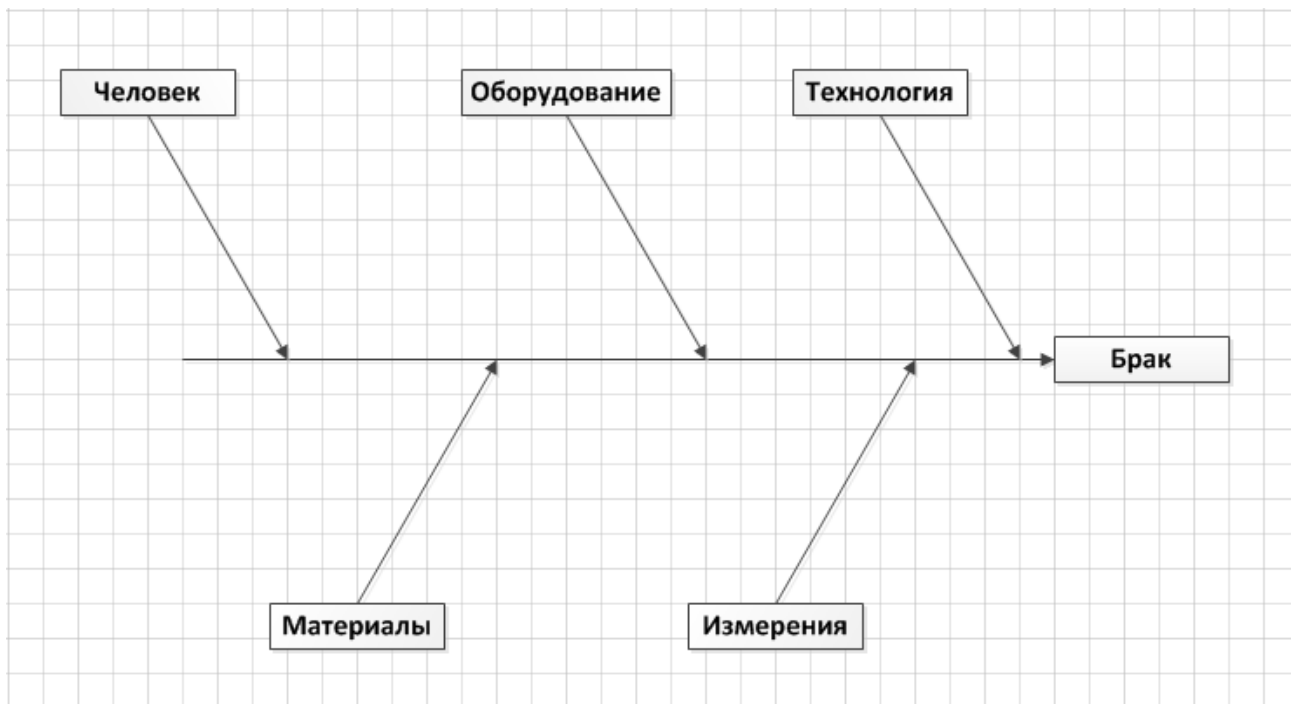 Человек
Оборудование
Технология
Брак
Материалы
Измерения